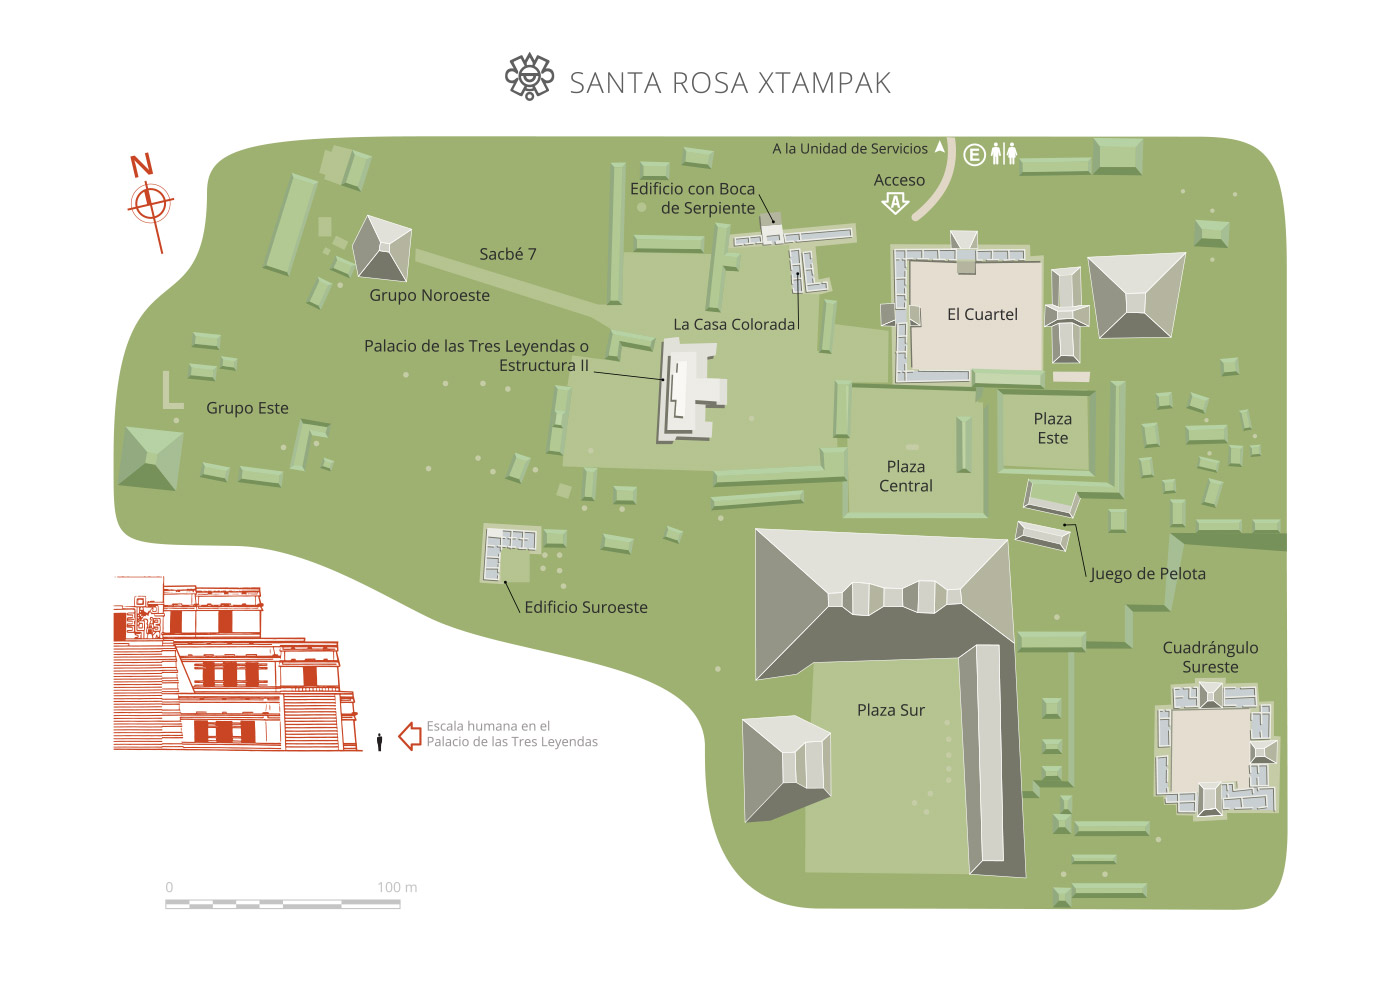 SANTA ROSA XTAMPAK
N
A la Unidad de Servicios
E
Acceso
A
Edificio con Boca
de Serpiente
Sacbé 7
Grupo Noroeste
La Casa Colorada
El Cuartel
Palacio de las Tres Leyendas o
Estructura II
Grupo Este
Plaza
Este
Plaza
Central
Juego de Pelota
Edificio Suroeste
Cuadrángulo
Sureste
Plaza Sur
Escala humana en el
Palacio de las Tres Leyendas
0
100 m